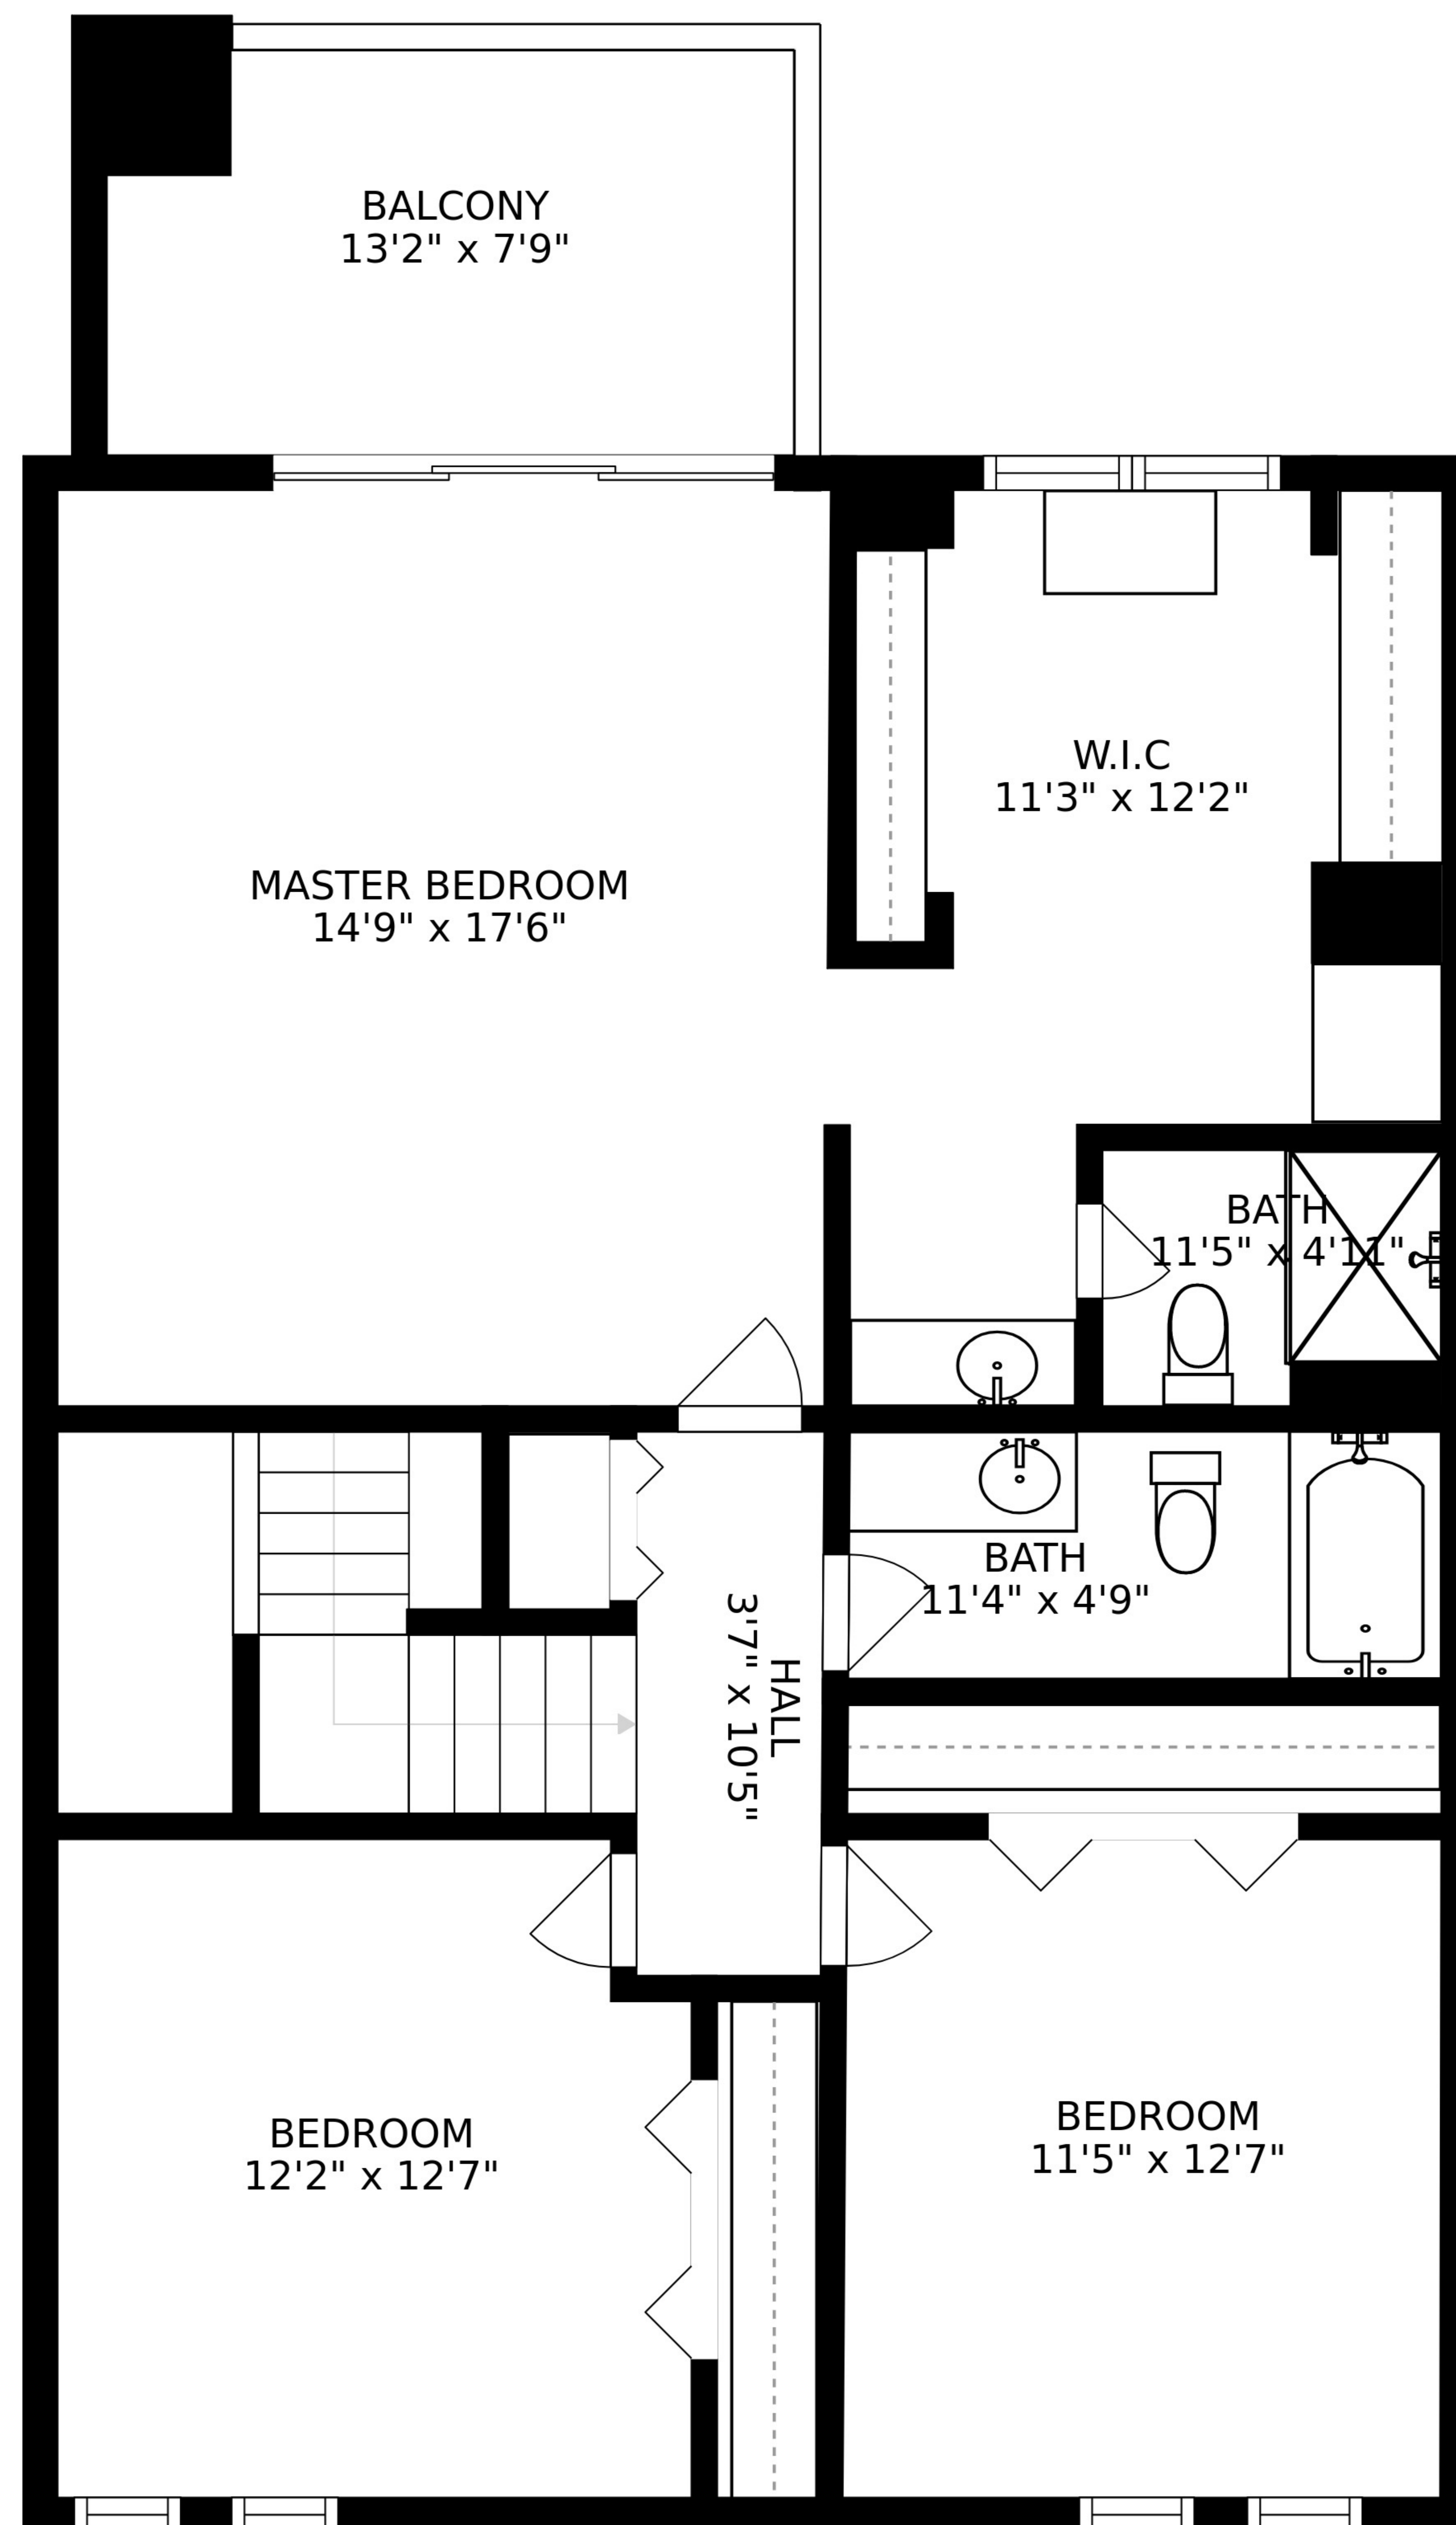 BALCONY
13'2" x 7'9"
W.I.C
11'3" x 12'2"
MASTER BEDROOM
14'9" x 17'6"
BATH
11'5" x 4'11"
BATH
11'4" x 4'9"
HALL
3'7" x 10'5"
BEDROOM
12'2" x 12'7"
BEDROOM
11'5" x 12'7"